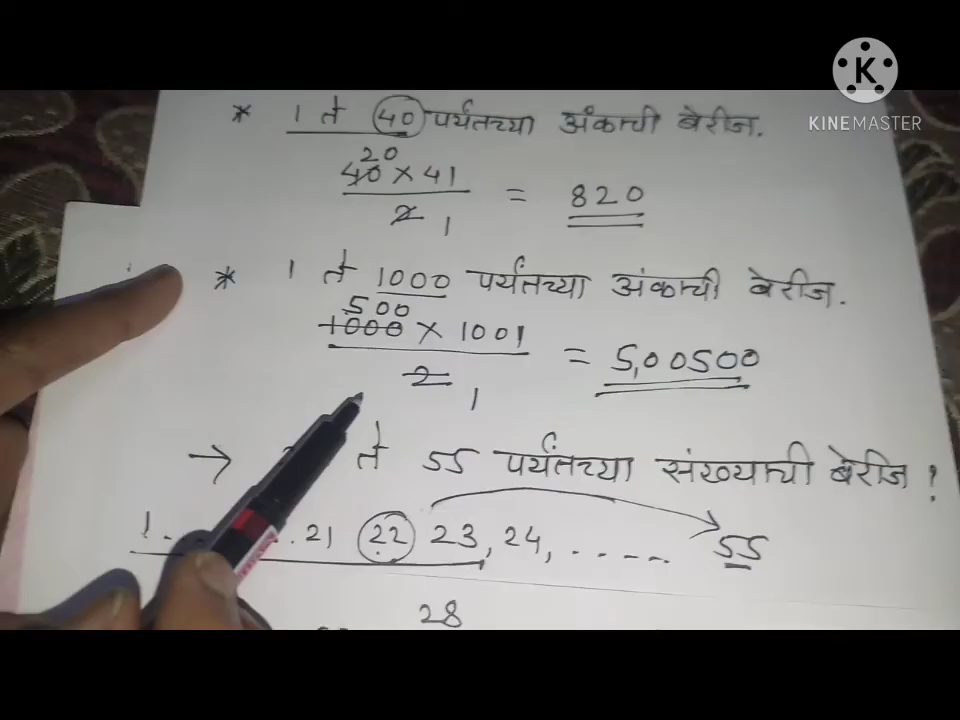 K
KINEMASTER
* 1 ते 40 पर्यंतच्या अंकाची बेरीज.
20
40 × 41
2 1
= 820
* 1 ते 1000 पर्यंतच्या अंकाची बेरीज.
500
1000 × 1001
2 1
= 5,00500
→ ते 55 पर्यंतच्या संख्याची बेरीज !
1.. . 21 22 23, 24, ..... 55
28